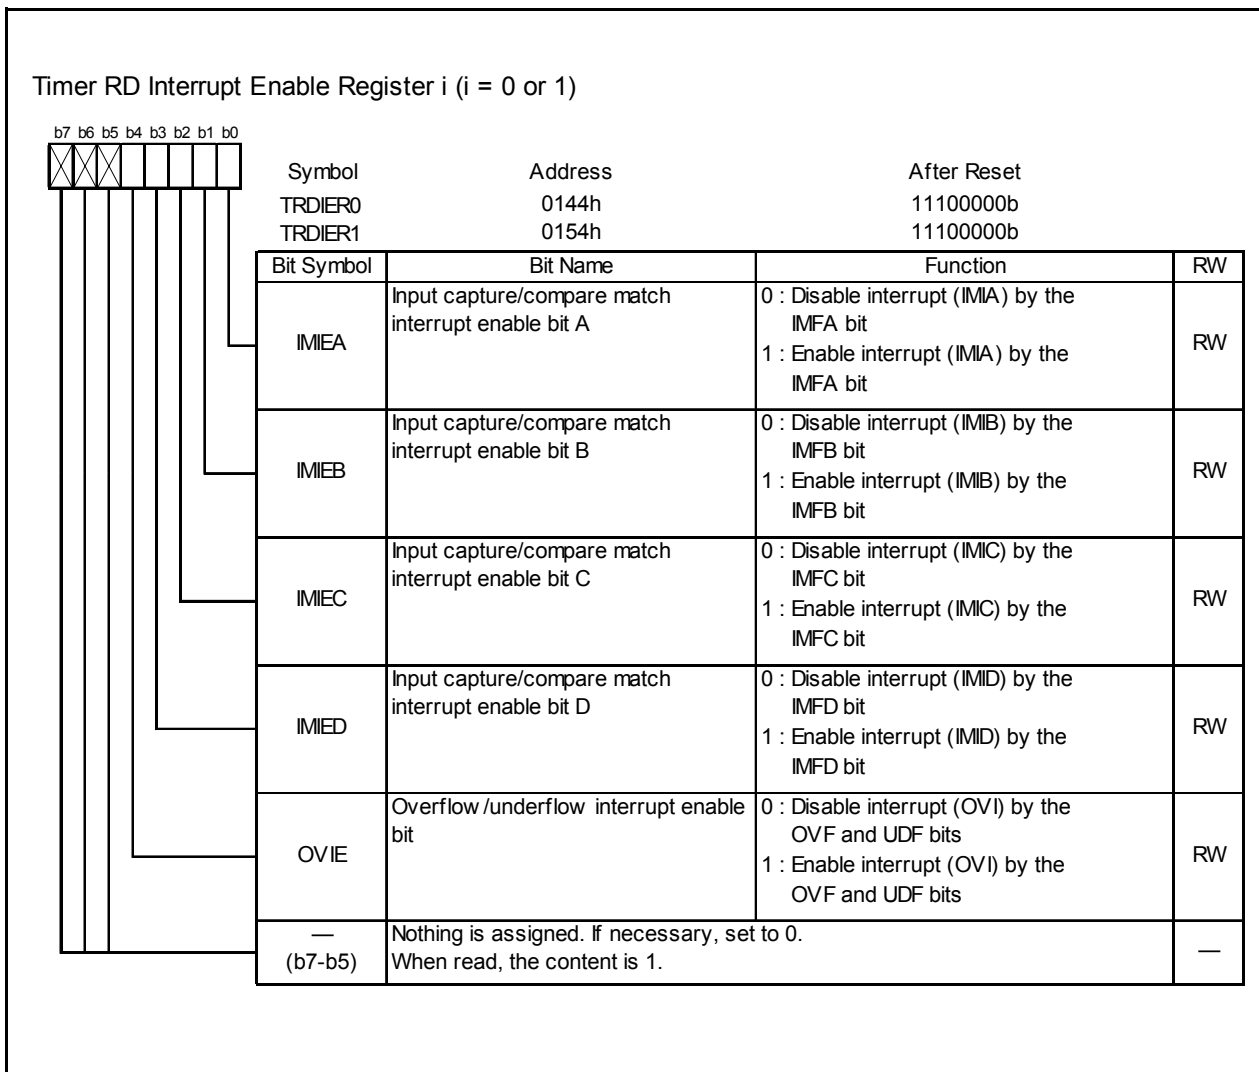 Timer RD Interrupt Enable Register i (i = 0 or 1)
b7 b6 b5 b4 b3 b2 b1 b0
Symbol Address After Reset
TRDIER0 0144h 11100000b
TRDIER1 0154h 11100000b
Bit Symbol Bit Name Function RW
IMIEA
Input capture/compare match
interrupt enable bit A
0 : Disable interrupt (IMIA) by the
IMFA bit
1 : Enable interrupt (IMIA) by the
IMFA bit
RW
IMIEB
Input capture/compare match
interrupt enable bit B
0 : Disable interrupt (IMIB) by the
IMFB bit
1 : Enable interrupt (IMIB) by the
IMFB bit
RW
IMIEC
Input capture/compare match
interrupt enable bit C
0 : Disable interrupt (IMIC) by the
IMFC bit
1 : Enable interrupt (IMIC) by the
IMFC bit
RW
IMIED
Input capture/compare match
interrupt enable bit D
0 : Disable interrupt (IMID) by the
IMFD bit
1 : Enable interrupt (IMID) by the
IMFD bit
RW
OVIE
Overflow/underflow interrupt enable
bit
0 : Disable interrupt (OVI) by the
OVF and UDF bits
1 : Enable interrupt (OVI) by the
OVF and UDF bits
RW
—
(b7-b5)
Nothing is assigned. If necessary, set to 0.
When read, the content is 1.
—